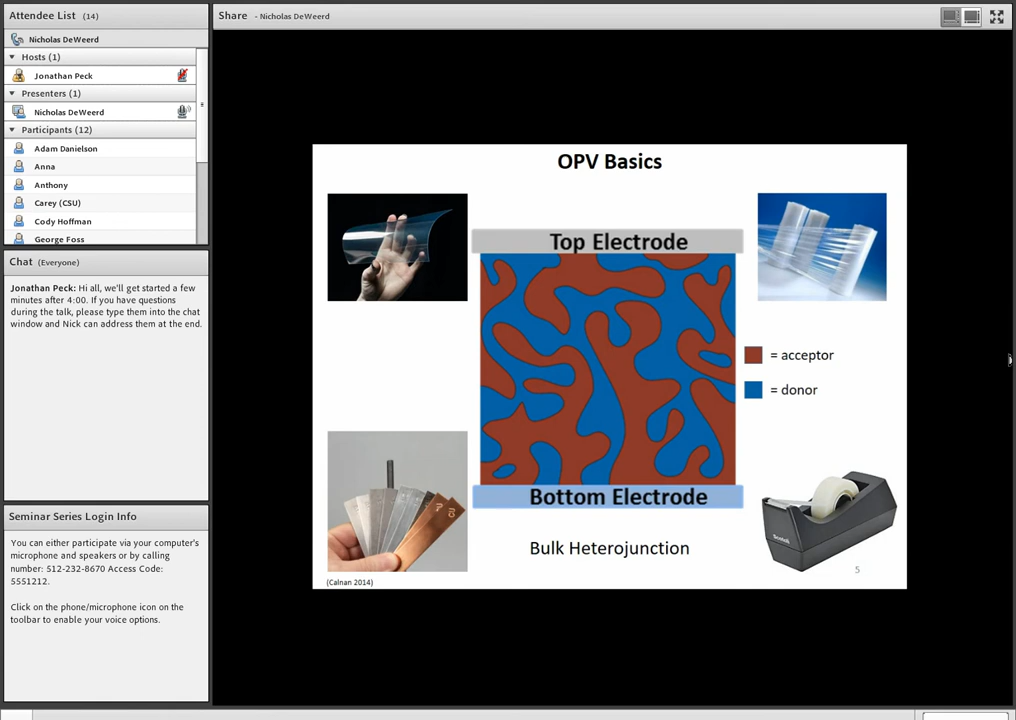 Attendee List (14)
Nicholas DeWeerd
Hosts (1)
Jonathan Peck
Presenters (1)
Nicholas DeWeerd
Participants (12)
Adam Danielson
Anna
Anthony
Carey (CSU)
Cody Hoffman
George Foss
Chat (Everyone)
Jonathan Peck: Hi all, we'll get started a few
minutes after 4:00. If you have questions
during the talk, please type them into the chat
window and Nick can address them at the end.
Seminar Series Login Info
You can either participate via your computer's
microphone and speakers or by calling
number: 512-232-8670 Access Code:
5551212.
Click on the phone/microphone icon on the
toolbar to enable your voice options.
Share - Nicholas DeWeerd
OPV Basics
Top Electrode
= acceptor
= donor
Bottom Electrode
Bulk Heterojunction
Scotch
5
(Calnan 2014)